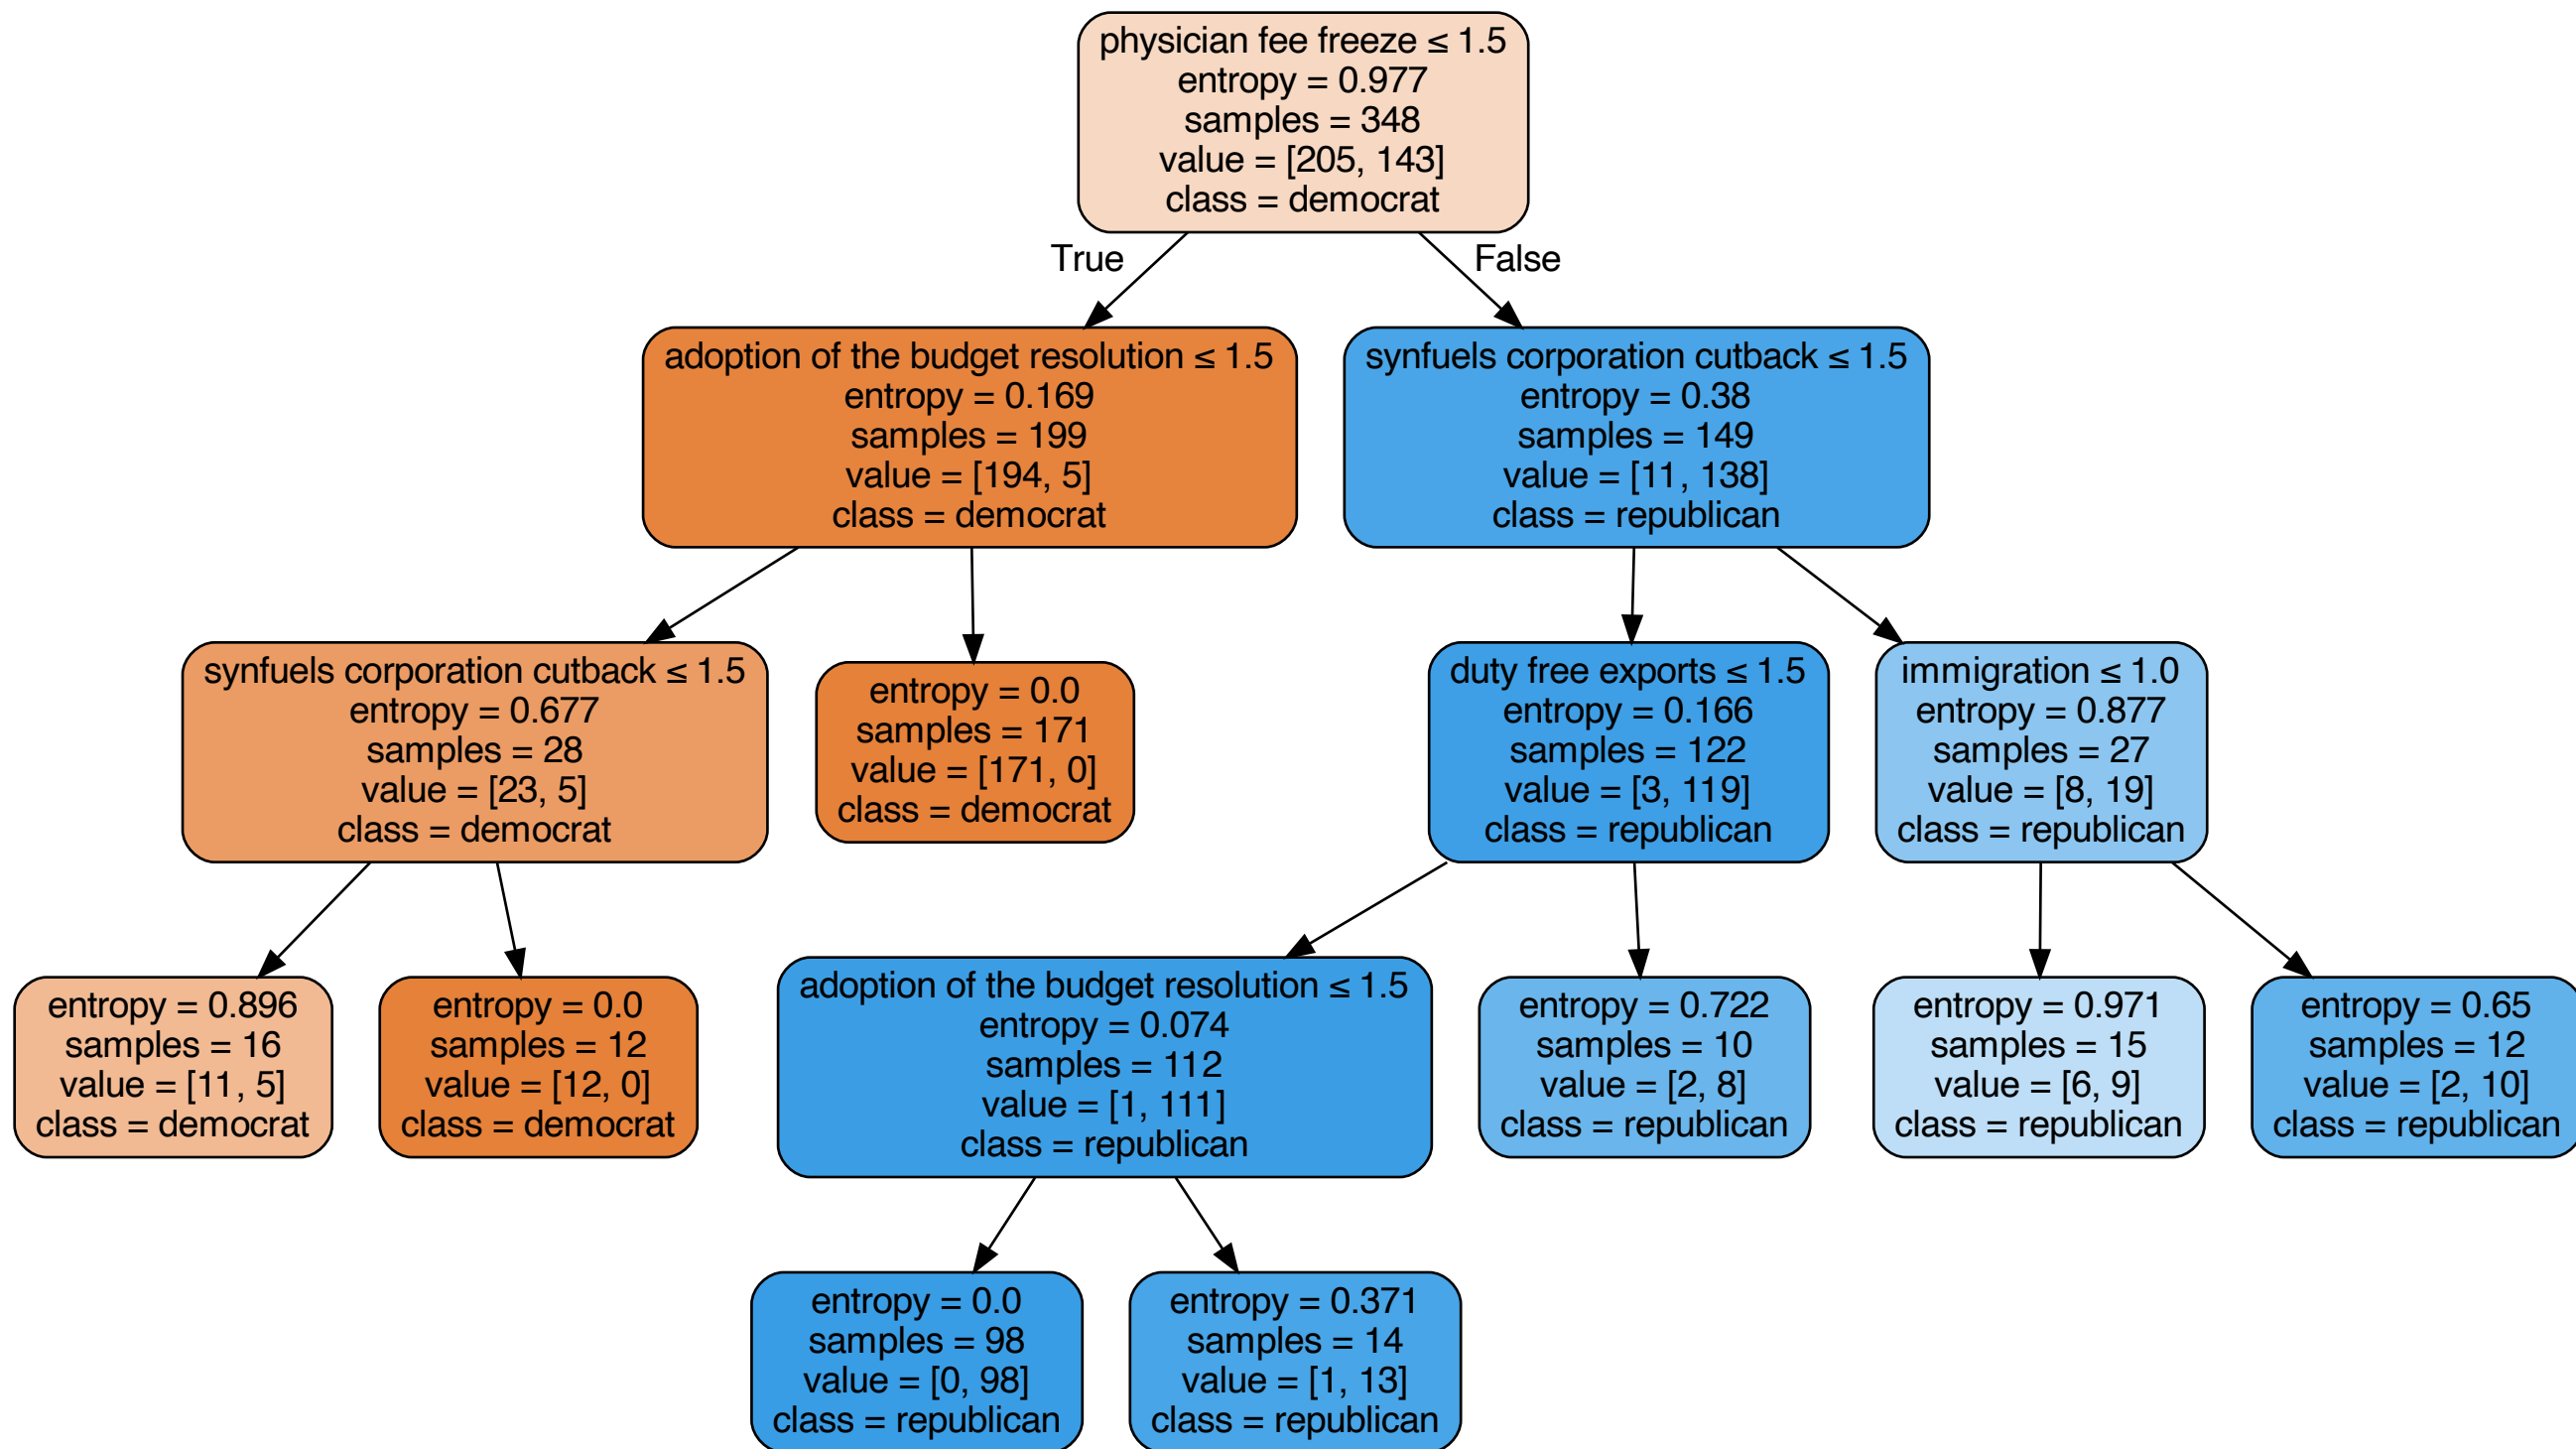 physician fee freeze ≤ 1.5
entropy = 0.977
samples = 348
value = [205, 143]
class = democrat
True
False
adoption of the budget resolution ≤ 1.5
entropy = 0.169
samples = 199
value = [194, 5]
class = democrat
synfuels corporation cutback ≤ 1.5
entropy = 0.38
samples = 149
value = [11, 138]
class = republican
synfuels corporation cutback ≤ 1.5
entropy = 0.677
samples = 28
value = [23, 5]
class = democrat
entropy = 0.0
samples = 171
value = [171, 0]
class = democrat
duty free exports ≤ 1.5
entropy = 0.166
samples = 122
value = [3, 119]
class = republican
immigration ≤ 1.0
entropy = 0.877
samples = 27
value = [8, 19]
class = republican
entropy = 0.896
samples = 16
value = [11, 5]
class = democrat
entropy = 0.0
samples = 12
value = [12, 0]
class = democrat
adoption of the budget resolution ≤ 1.5
entropy = 0.074
samples = 112
value = [1, 111]
class = republican
entropy = 0.722
samples = 10
value = [2, 8]
class = republican
entropy = 0.971
samples = 15
value = [6, 9]
class = republican
entropy = 0.65
samples = 12
value = [2, 10]
class = republican
entropy = 0.0
samples = 98
value = [0, 98]
class = republican
entropy = 0.371
samples = 14
value = [1, 13]
class = republican